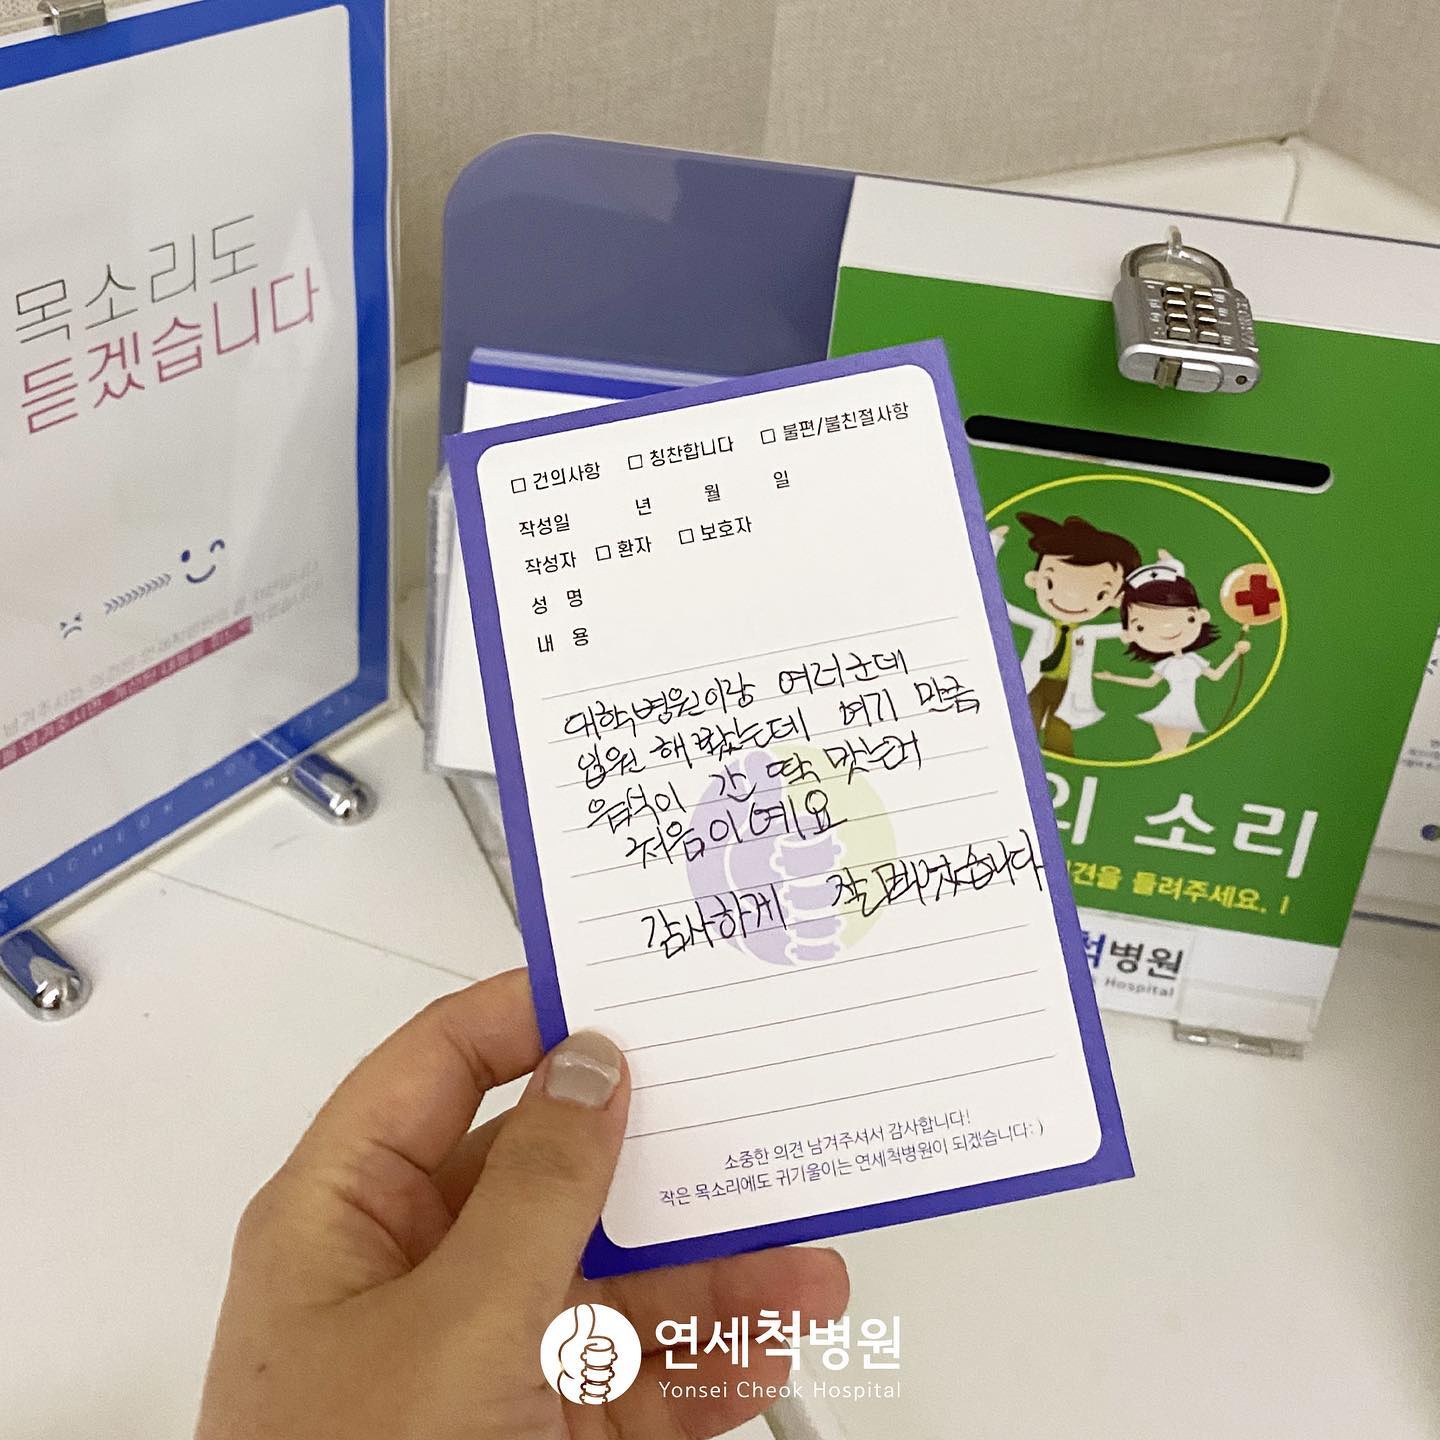 목소리도
듣겠습니다
□ 건의사항 □ 칭찬합니다 □ 불편/불친절사항
작성일 년 월 일
작성자 □ 환자 □ 보호자
성 명
내 용
대학병원이랑 여러군데
입원 해봤는데 여기 만큼
음식이 간 딱 맞는거
처음이예요
감사하게 잘먹겠습니다
소중한 의견 남겨주셔서 감사합니다!
작은 목소리에도 귀기울이는 연세척병원이 되겠습니다:)
의 소리
견을 들려주세요. !
척병원
Hospital
연세척병원
Yonsei Cheok Hospital